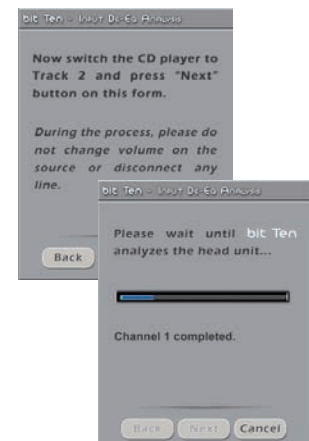 bit Ten - Input De-Eq Analysis
Now switch the CD player to
Track 2 and press "Next"
button on this form.
During the process, please do
not change volume on the
source or disconnect any
line.
Back
bit Ten - Input De-Eq Analysis
Please wait until bit Ten
analyzes the head unit...
Channel 1 completed.
Back Next Cancel